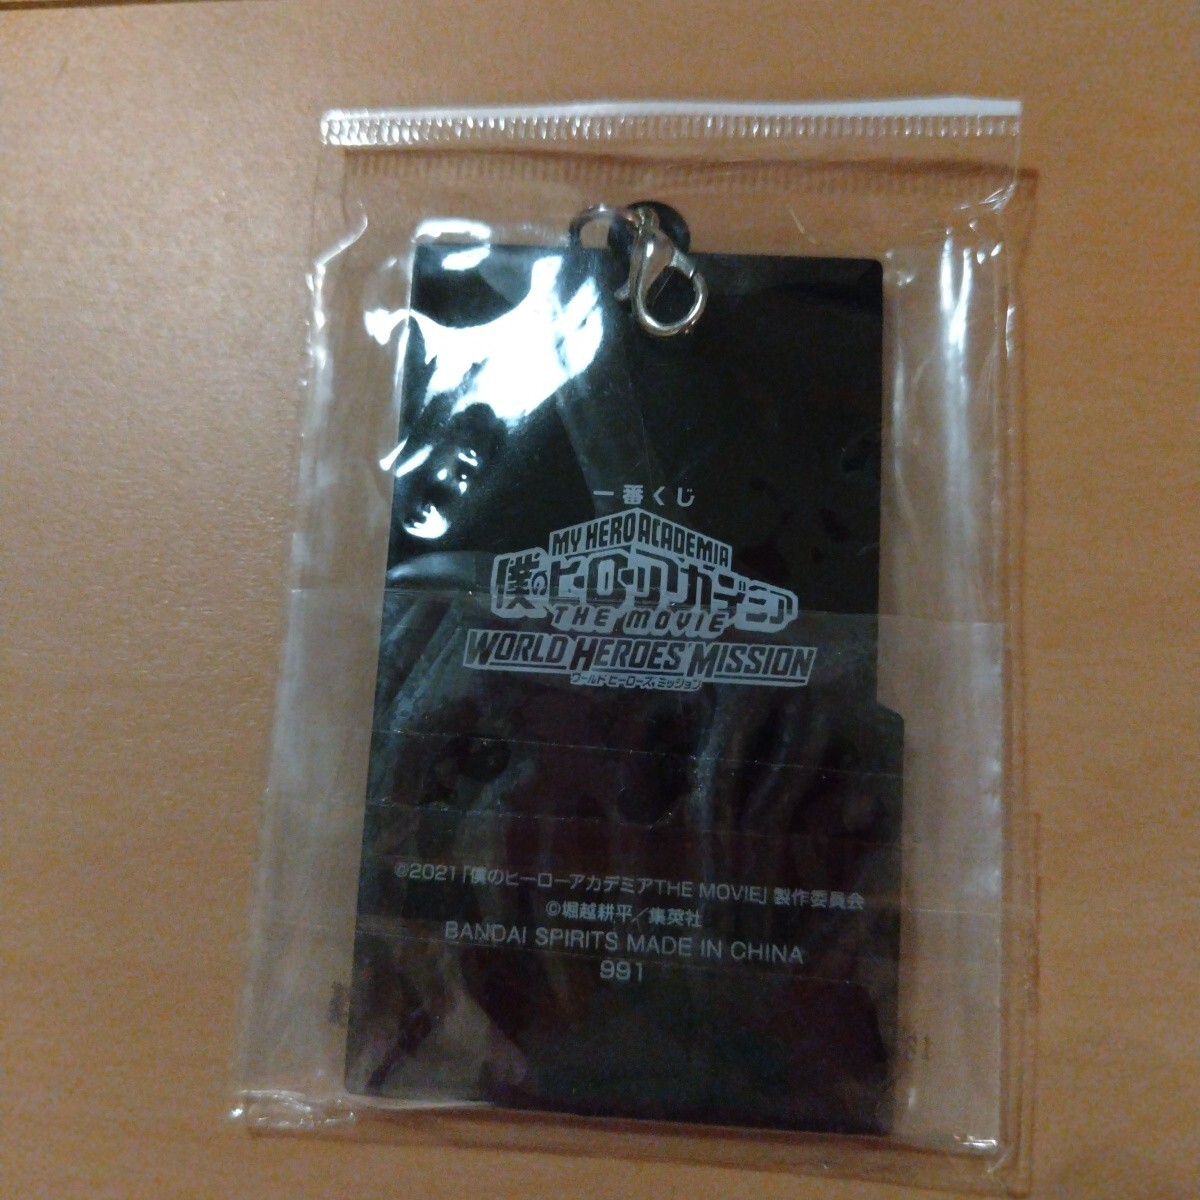 一番くじ
MY HERO ACADEMIA
僕のヒーローアカデミア
THE MOVIE
WORLD HEROES' MISSION
ワールド ヒーローズ・ミッション
©2021「僕のヒーローアカデミアTHE MOVIE」製作委員会
©堀越耕平／集英社
BANDAI SPIRITS MADE IN CHINA
991